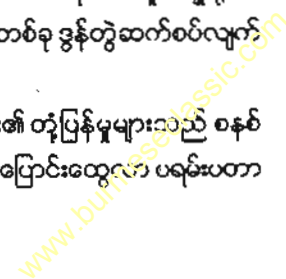 တစ်ခု ဒွန်တွဲဆက်စပ်လျက်
၏ တုံ့ပြန်မှုများသည် စနစ်
ပြောင်းထွေလာ ပရမ်းပတာ
www.burmeseclassic.com